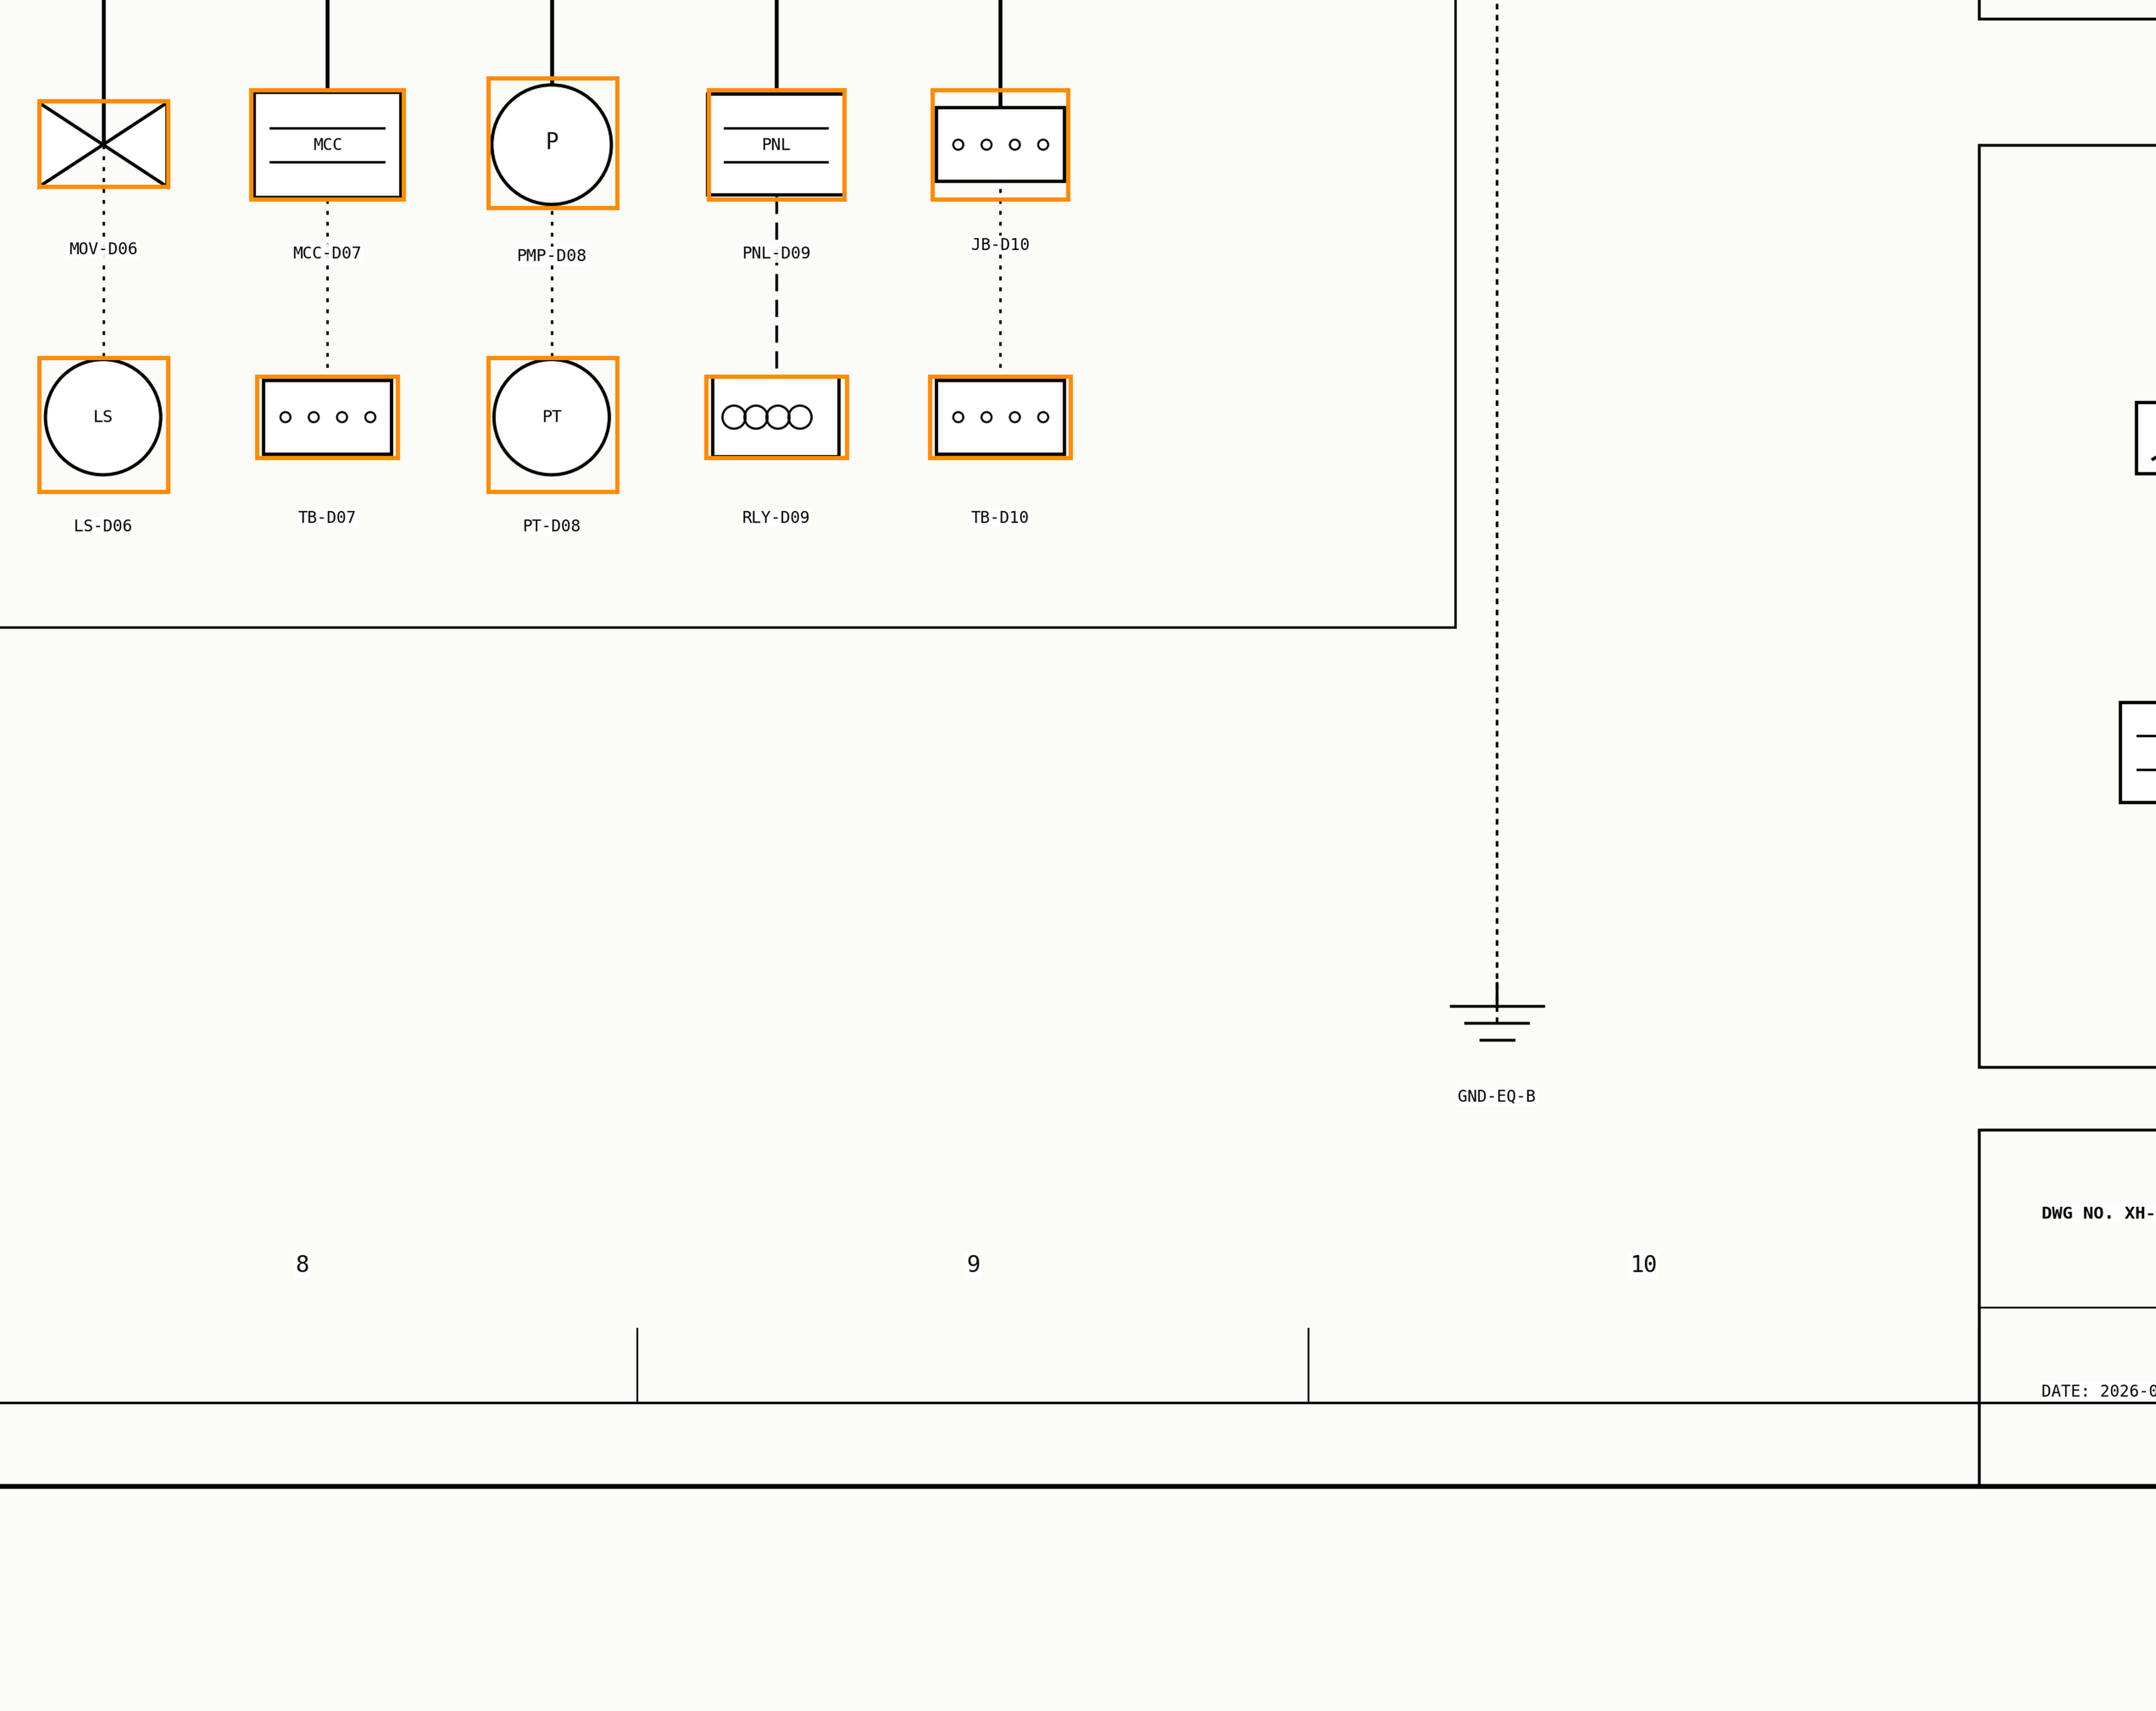 MCC
P
PNL
MOV-D06
MCC-D07
PMP-D08
PNL-D09
JB-D10
LS
PT
LS-D06
TB-D07
PT-D08
RLY-D09
TB-D10
GND-EQ-B
DWG NO. XH-
8
9
10
DATE: 2026-0